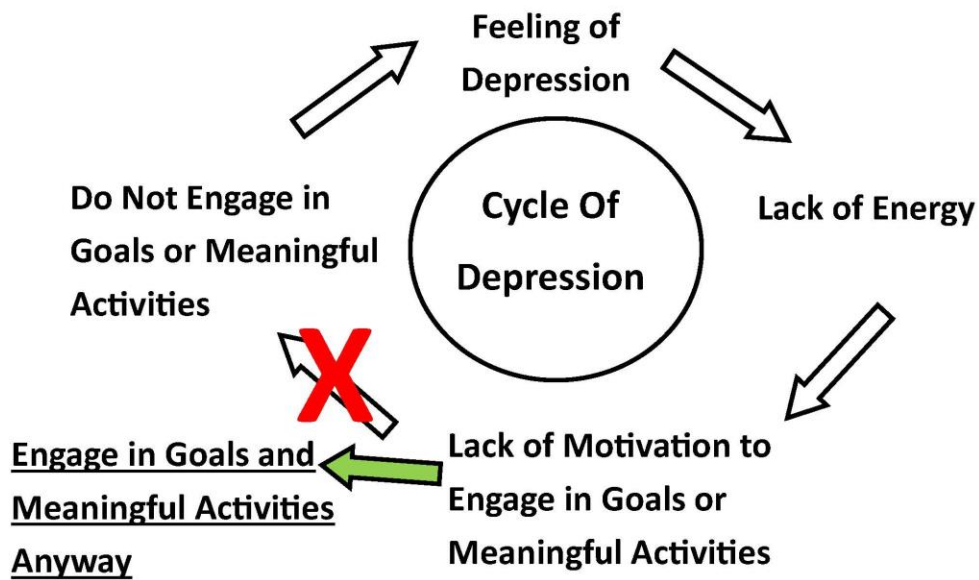 Feeling of
Depression
Cycle Of
Depression
Lack of Energy
Do Not Engage in
Goals or Meaningful
Activities
Lack of Motivation to
Engage in Goals or
Meaningful Activities
Engage in Goals and
Meaningful Activities
Anyway